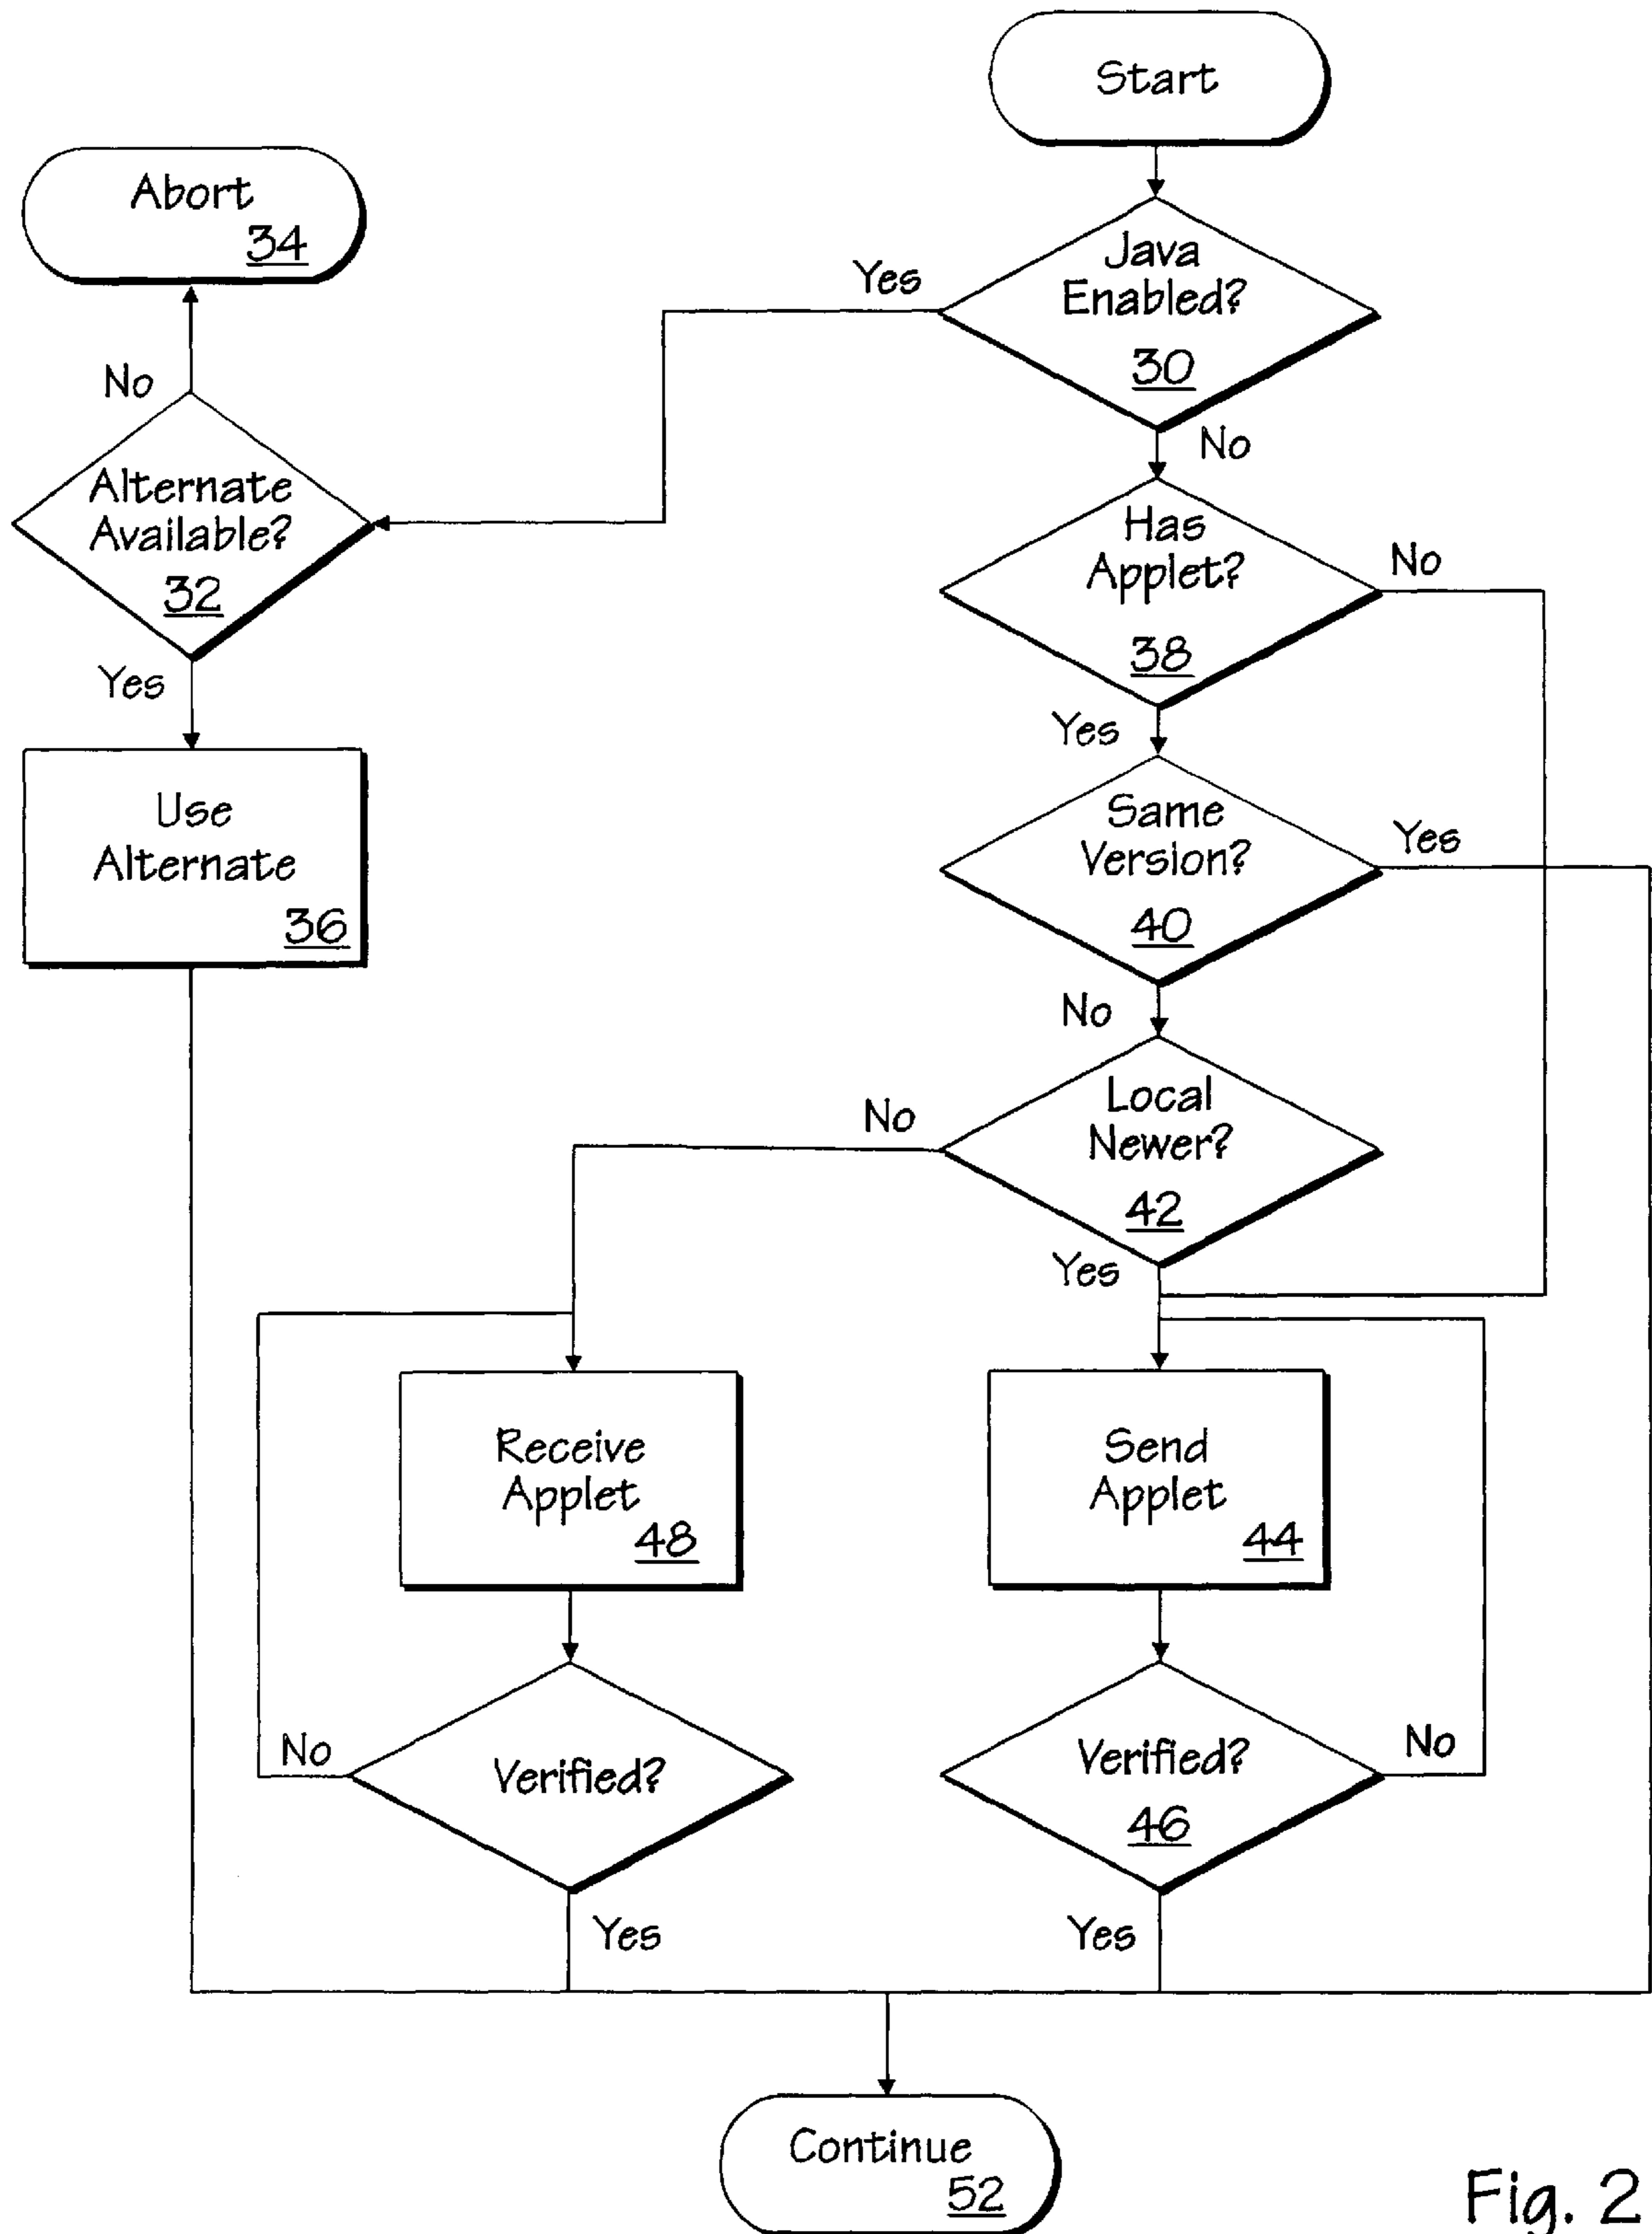 Start
Abort
34
Java
Enabled?
30
Yes
No
No
Alternate
Available?
32
Has
Applet?
38
No
Yes
Yes
Use
Alternate
36
Same
Version?
40
Yes
No
Local
Newer?
42
No
Yes
Receive
Applet
48
Send
Applet
44
Verified?
No
Yes
Verified?
46
No
Yes
Continue
52
Fig. 2